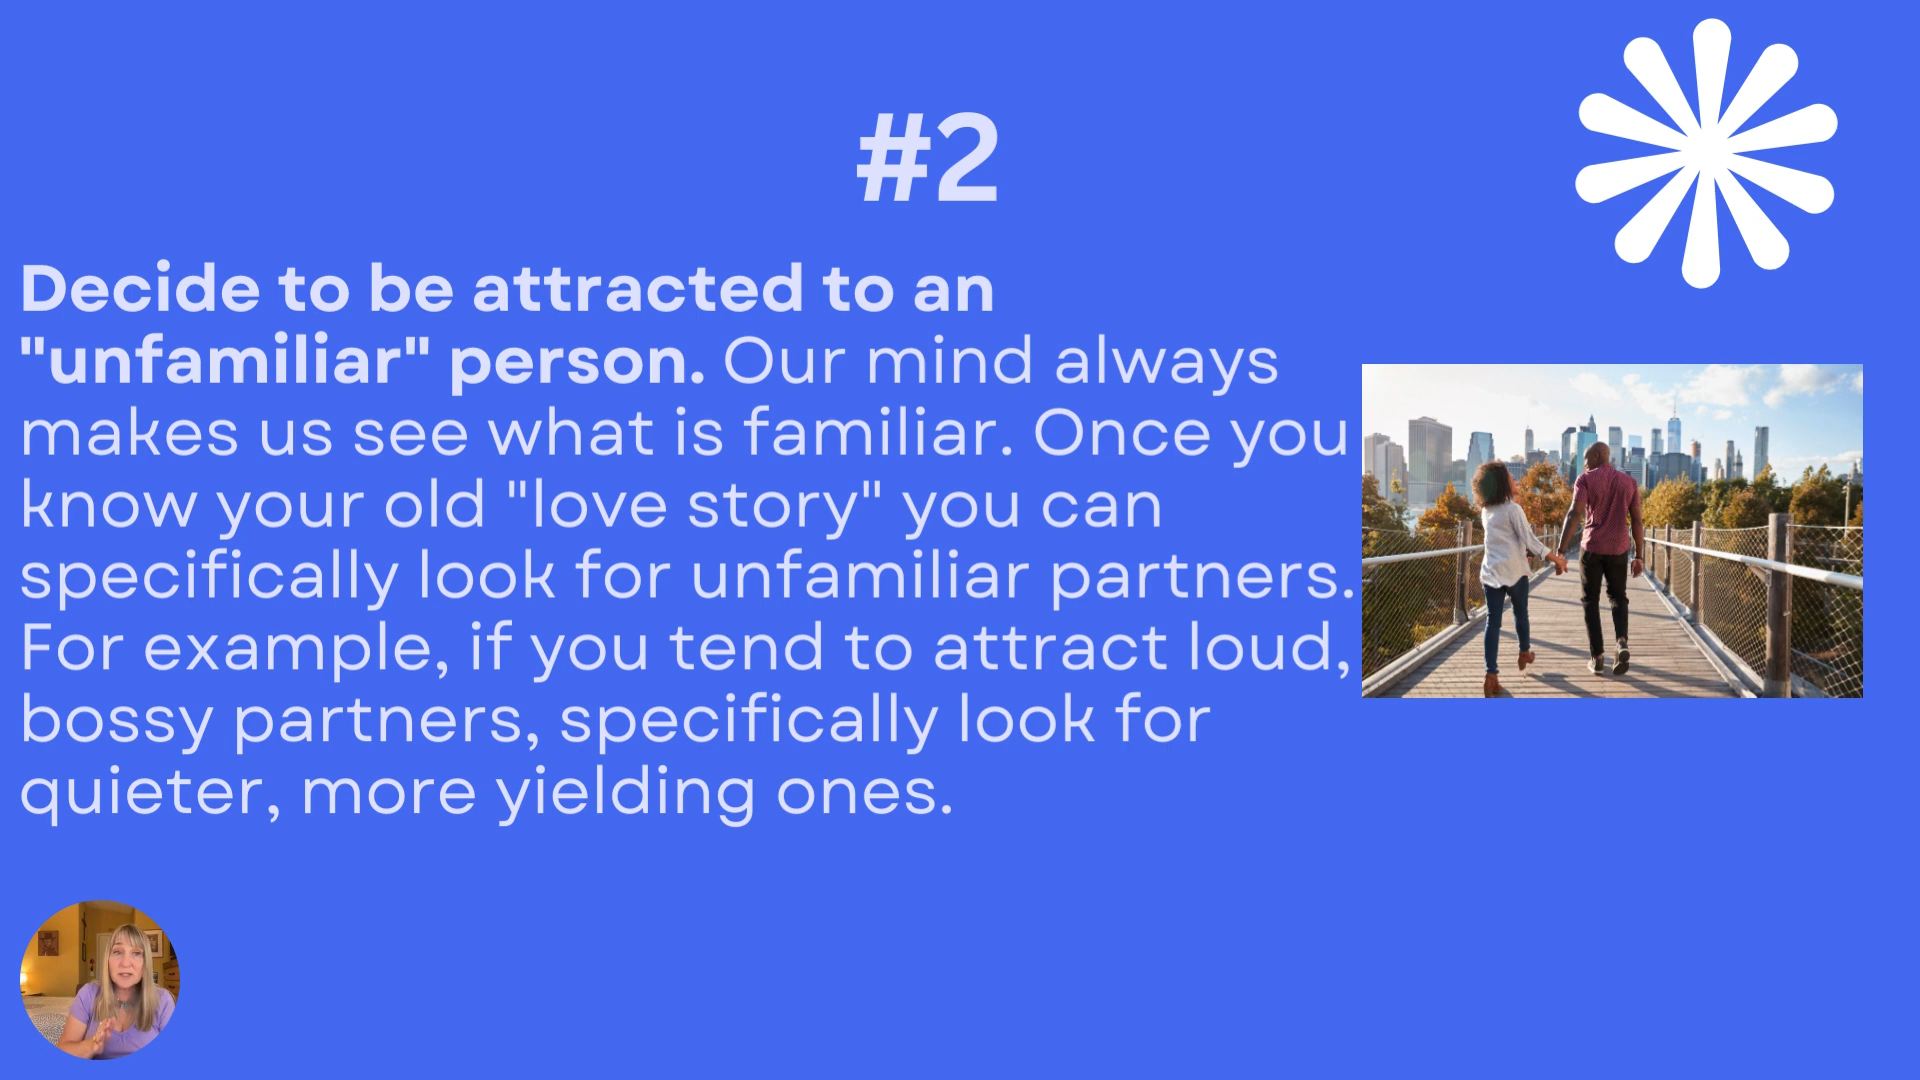 #2
Decide to be attracted to an
"unfamiliar" person. Our mind always
makes us see what is familiar. Once you
know your old "love story" you can
specifically look for unfamiliar partners.
For example, if you tend to attract loud,
bossy partners, specifically look for
quieter, more yielding ones.